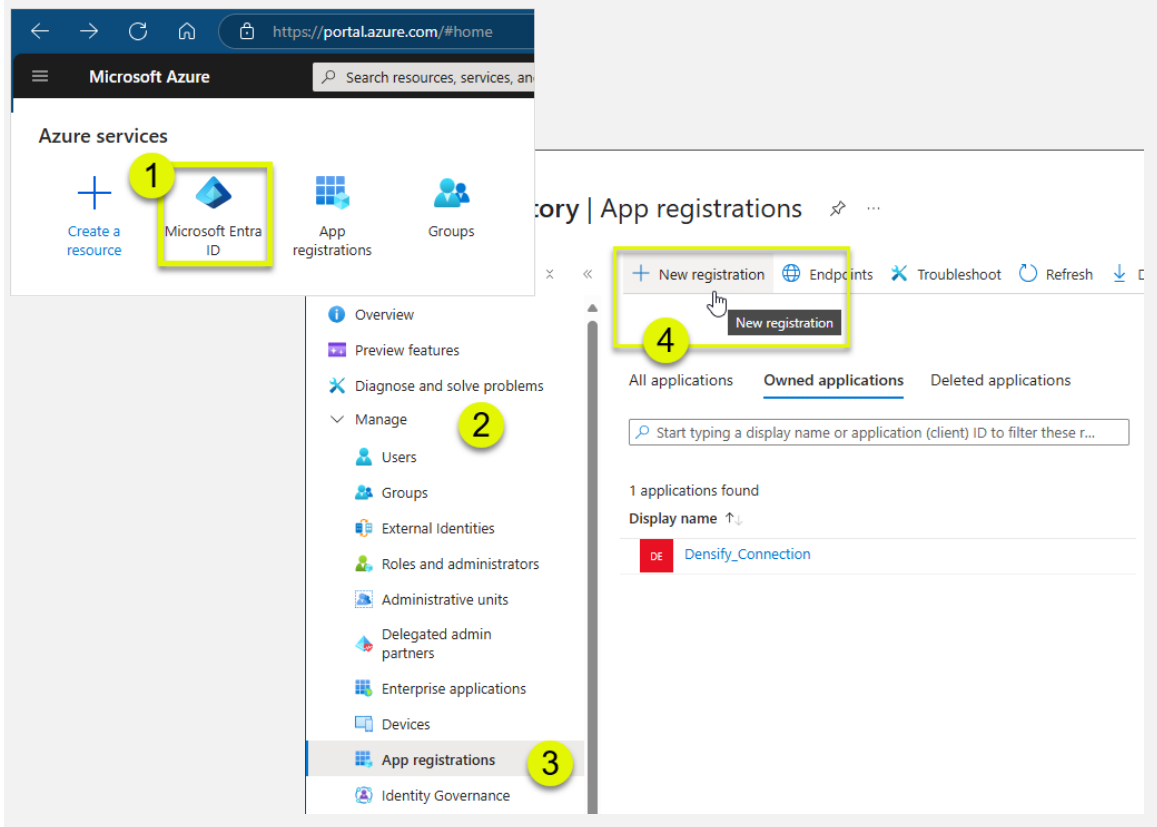 https://portal.azure.com/#home
Microsoft Azure
Search resources, services, an
Azure services
1
Create a
resource
Microsoft Entra
ID
App
registrations
Groups
tory | App registrations
New registration
Endpoints
Troubleshoot
Refresh
D
New registration
4
Overview
Preview features
Diagnose and solve problems
Manage
2
Users
Groups
External Identities
Roles and administrators
Administrative units
Delegated admin
partners
Enterprise applications
Devices
App registrations
3
Identity Governance
All applications
Owned applications
Deleted applications
Start typing a display name or application (client) ID to filter these r...
1 applications found
Display name
DE
Densify_Connection